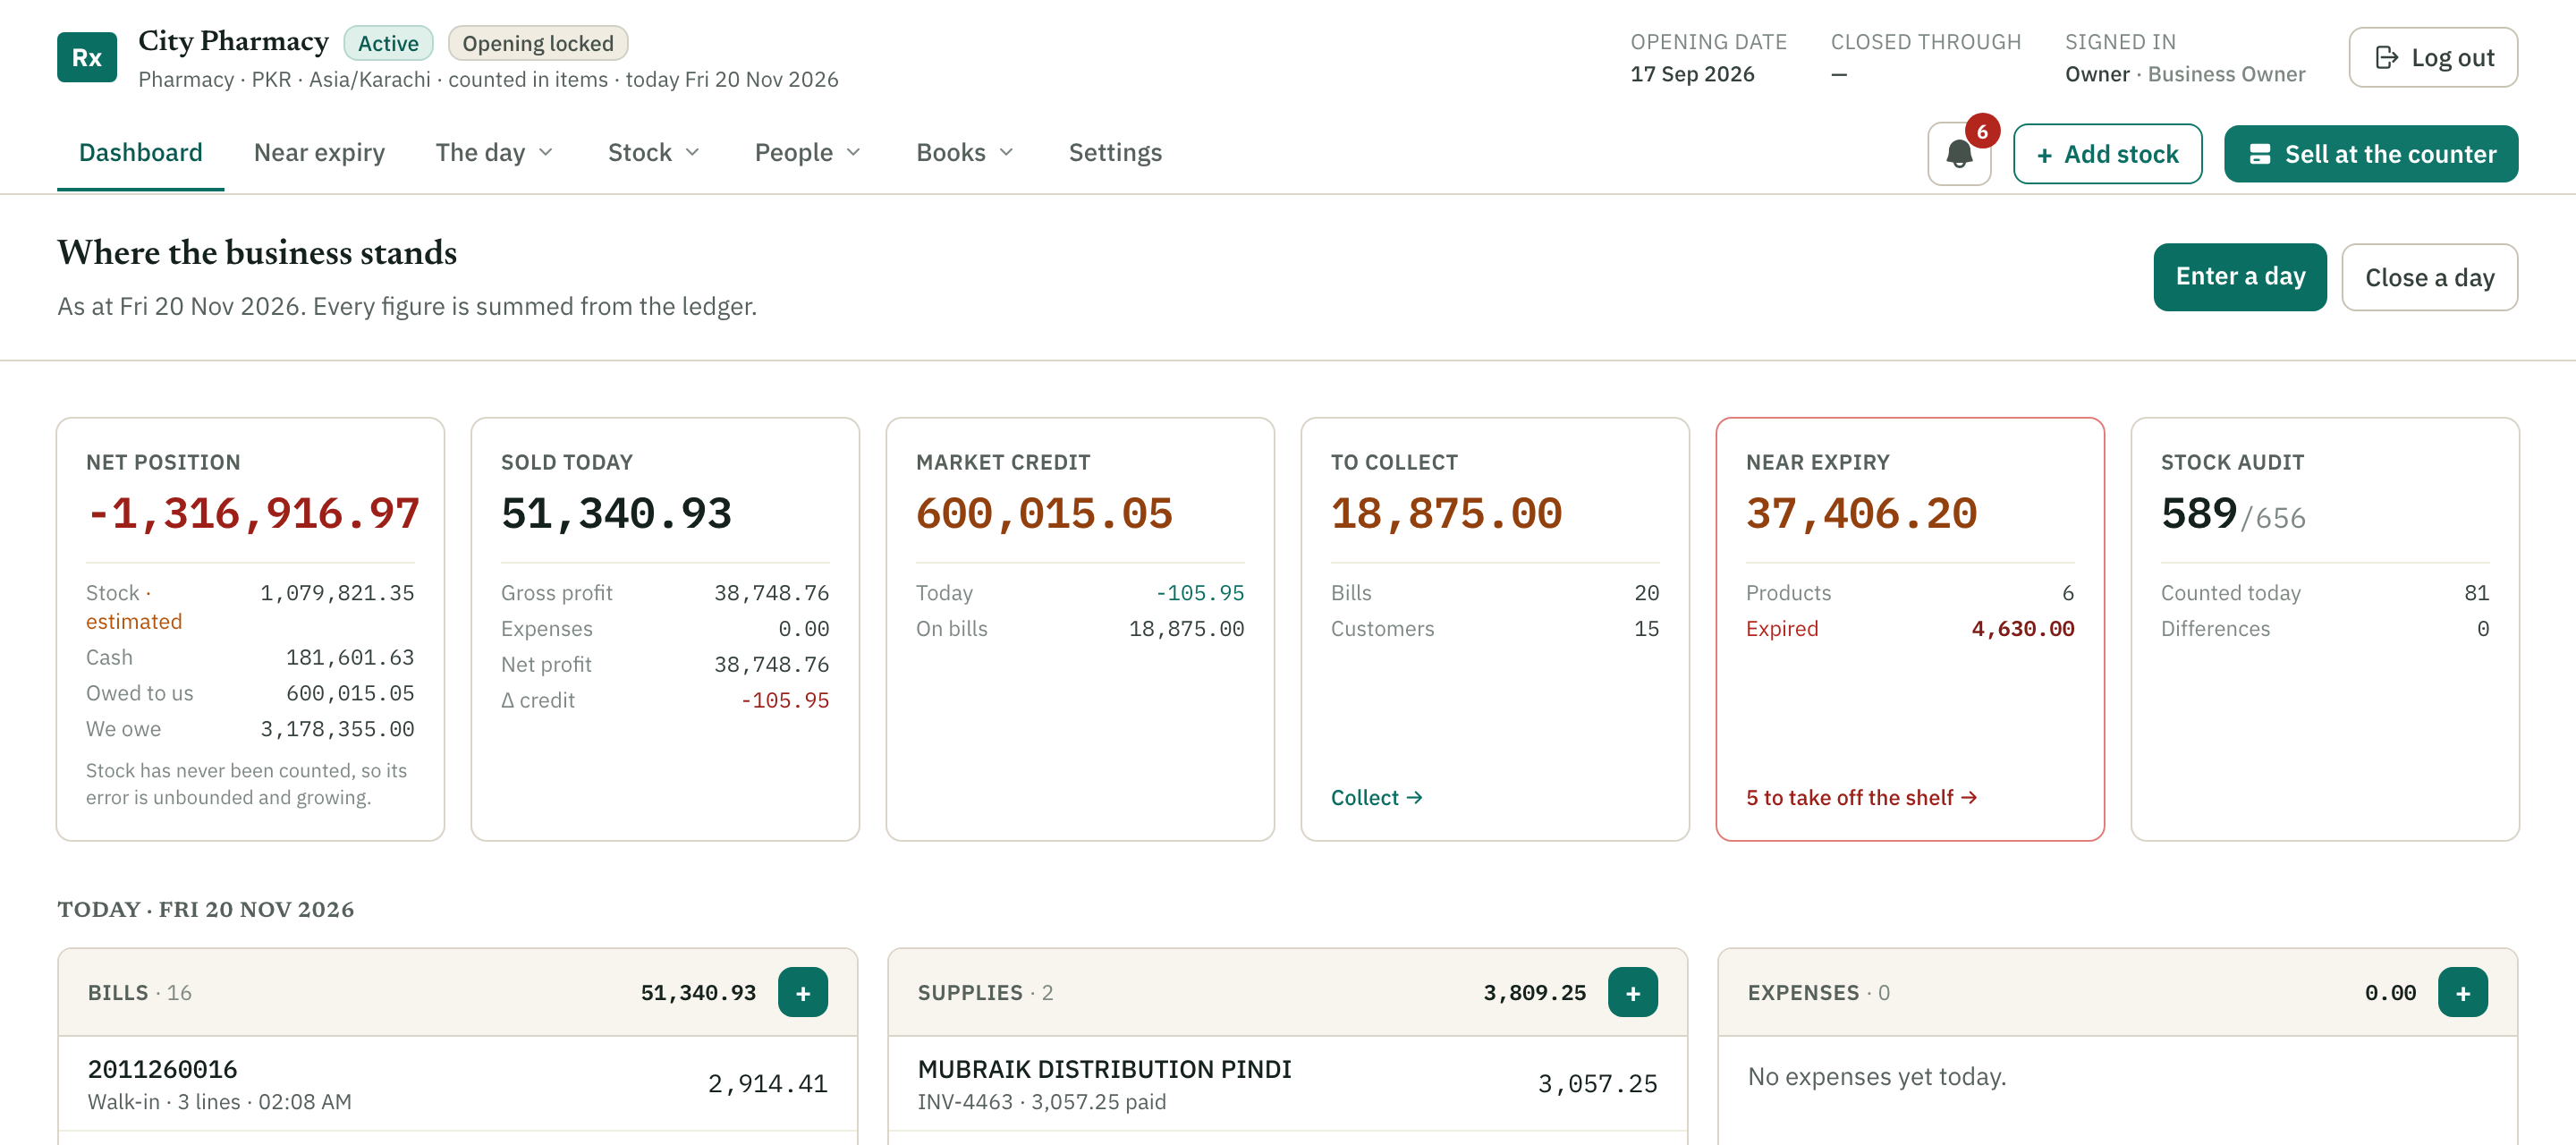 Rx
City Pharmacy Active Opening locked
Pharmacy · PKR · Asia/Karachi · counted in items · today Fri 20 Nov 2026
OPENING DATE
17 Sep 2026
CLOSED THROUGH
—
SIGNED IN
Owner · Business Owner
Log out
Dashboard Near expiry The day Stock People Books Settings
6
+ Add stock
Sell at the counter
Where the business stands
As at Fri 20 Nov 2026. Every figure is summed from the ledger.
Enter a day
Close a day
NET POSITION
-1,316,916.97
Stock · estimated 1,079,821.35
Cash 181,601.63
Owed to us 600,015.05
We owe 3,178,355.00
Stock has never been counted, so its
error is unbounded and growing.
SOLD TODAY
51,340.93
Gross profit 38,748.76
Expenses 0.00
Net profit 38,748.76
Δ credit -105.95
MARKET CREDIT
600,015.05
Today -105.95
On bills 18,875.00
TO COLLECT
18,875.00
Bills 20
Customers 15
Collect →
NEAR EXPIRY
37,406.20
Products 6
Expired 4,630.00
5 to take off the shelf →
STOCK AUDIT
589/656
Counted today 81
Differences 0
TODAY · FRI 20 NOV 2026
BILLS · 16 51,340.93 +
2011260016 2,914.41
Walk-in · 3 lines · 02:08 AM
SUPPLIES · 2 3,809.25 +
MUBRAIK DISTRIBUTION PINDI 3,057.25
INV-4463 · 3,057.25 paid
EXPENSES · 0 0.00 +
No expenses yet today.